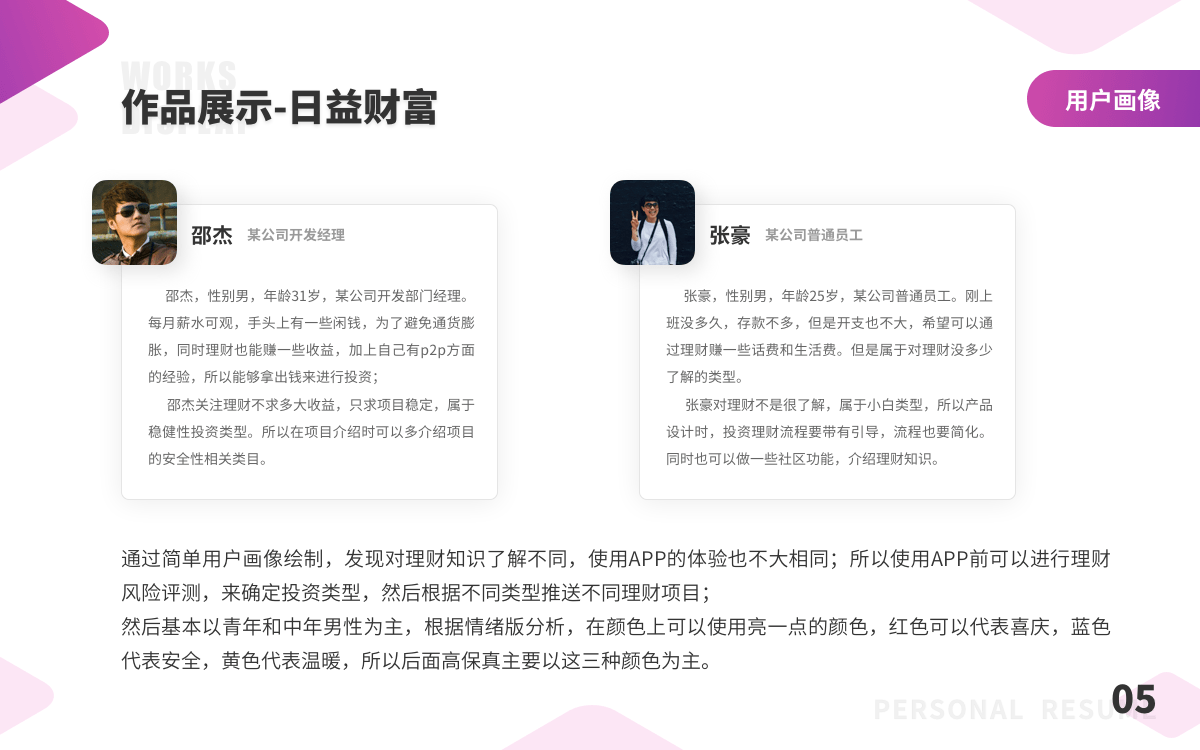 WORKS
作品展示-日益财富
DISPLAY
用户画像
邵杰 某公司开发经理
邵杰，性别男，年龄31岁，某公司开发部门经理。
每月薪水可观，手头上有一些闲钱，为了避免通货膨
胀，同时理财也能赚一些收益，加上自己有p2p方面
的经验，所以能够拿出钱来进行投资；
邵杰关注理财不求多大收益，只求项目稳定，属于
稳健性投资类型。所以在项目介绍时可以多介绍项目
的安全性相关类目。
张豪 某公司普通员工
张豪，性别男，年龄25岁，某公司普通员工。刚上
班没多久，存款不多，但是开支也不大，希望可以通
过理财赚一些话费和生活费。但是属于对理财没多少
了解的类型。
张豪对理财不是很了解，属于小白类型，所以产品
设计时，投资理财流程要带有引导，流程也要简化。
同时也可以做一些社区功能，介绍理财知识。
通过简单用户画像绘制，发现对理财知识了解不同，使用APP的体验也不大相同；所以使用APP前可以进行理财
风险评测，来确定投资类型，然后根据不同类型推送不同理财项目；
然后基本以青年和中年男性为主，根据情绪版分析，在颜色上可以使用亮一点的颜色，红色可以代表喜庆，蓝色
代表安全，黄色代表温暖，所以后面高保真主要以这三种颜色为主。
PERSONAL RESUME
05